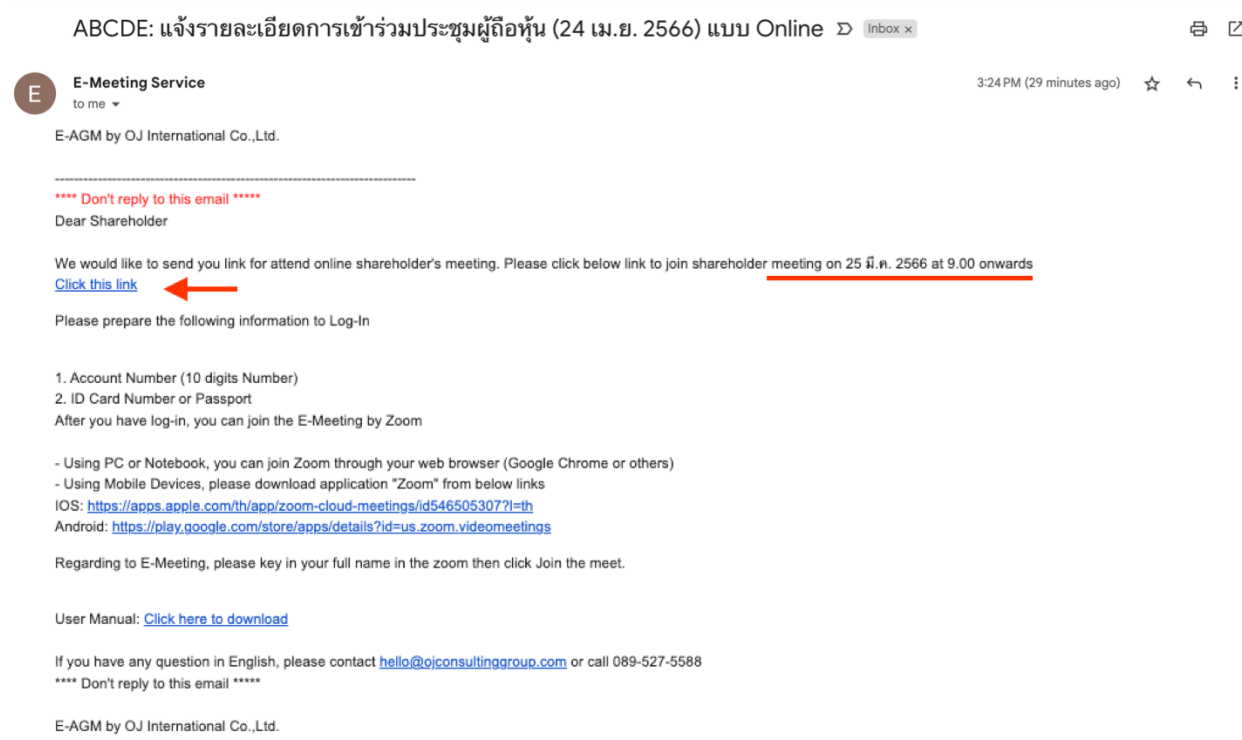 ABCDE: แจ้งรายละเอียดการเข้าร่วมประชุมผู้ถือหุ้น (24 เม.ย. 2566) แบบ Online Inbox ×
E
E-Meeting Service
3:24 PM (29 minutes ago)
to me
E-AGM by OJ International Co.,Ltd.
--------------------------------------------------------------------------------
**** Don't reply to this email *****
Dear Shareholder
We would like to send you link for attend online shareholder's meeting. Please click below link to join shareholder meeting on 25 มี.ค. 2566 at 9.00 onwards
Click this link
Please prepare the following information to Log-In
1. Account Number (10 digits Number)
2. ID Card Number or Passport
After you have log-in, you can join the E-Meeting by Zoom
- Using PC or Notebook, you can join Zoom through your web browser (Google Chrome or others)
- Using Mobile Devices, please download application "Zoom" from below links
IOS: https://apps.apple.com/th/app/zoom-cloud-meetings/id546505307?l=th
Android: https://play.google.com/store/apps/details?id=us.zoom.videomeetings
Regarding to E-Meeting, please key in your full name in the zoom then click Join the meet.
User Manual: Click here to download
If you have any question in English, please contact hello@ojconsultinggroup.com or call 089-527-5588
**** Don't reply to this email *****
E-AGM by OJ International Co.,Ltd.